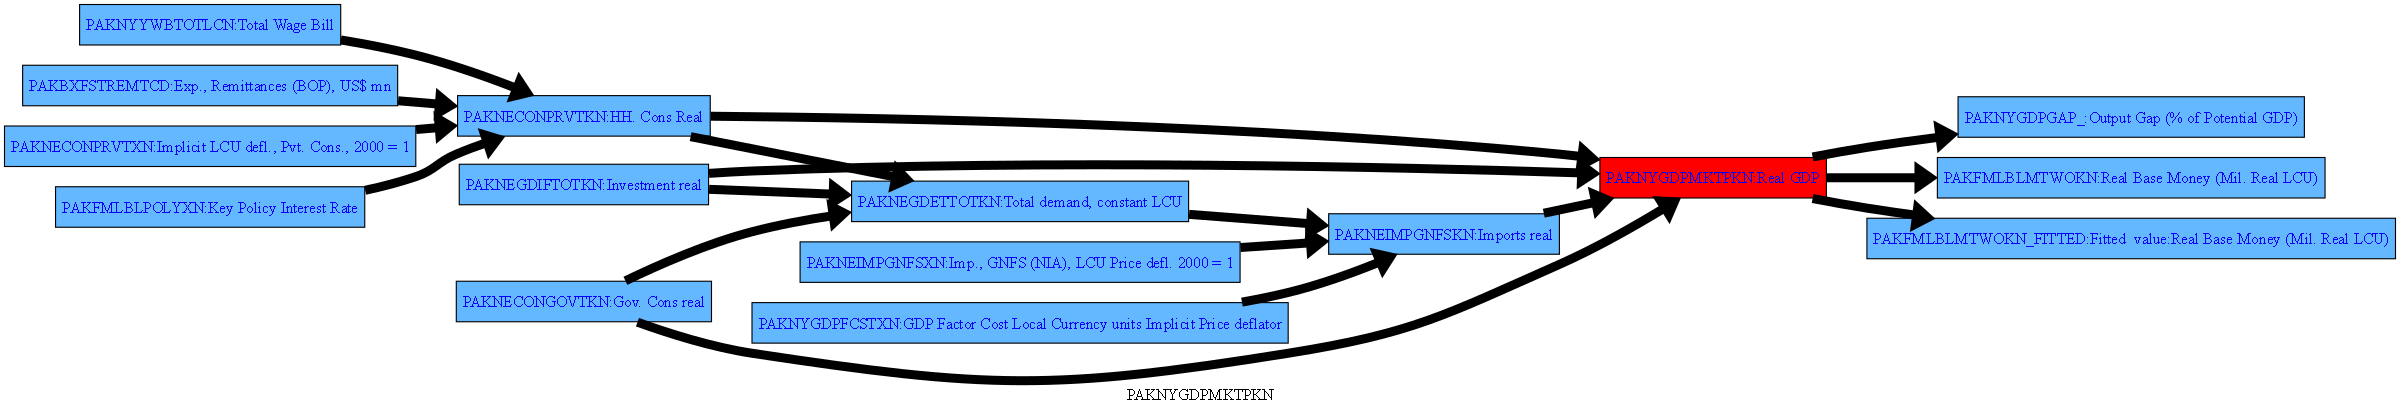 PAKNYYWBTOTLCN:Total Wage Bill
PAKBXFSTREMTCD:Exp., Remittances (BOP), US$ mn
PAKNECONPRVTXN:Implicit LCU defl., Pvt. Cons., 2000 = 1
PAKFMLBLPOLYXN:Key Policy Interest Rate
PAKNECONPRVTKN:HH. Cons Real
PAKNEGDIFTOTKN:Investment real
PAKNECONGOVTKN:Gov. Cons real
PAKNEGDETTOTKN:Total demand, constant LCU
PAKNEIMPGNFSXN:Imp., GNFS (NIA), LCU Price defl. 2000 = 1
PAKNYGDPFCSTXN:GDP Factor Cost Local Currency units Implicit Price deflator
PAKNEIMPGNFSKN:Imports real
PAKNYGDPMKTPKN:Real GDP
PAKNYGDPGAP_:Output Gap (% of Potential GDP)
PAKFMLBLMTWOKN:Real Base Money (Mil. Real LCU)
PAKFMLBLMTWOKN_FITTED:Fitted value:Real Base Money (Mil. Real LCU)
PAKNYGDPMKTPKN